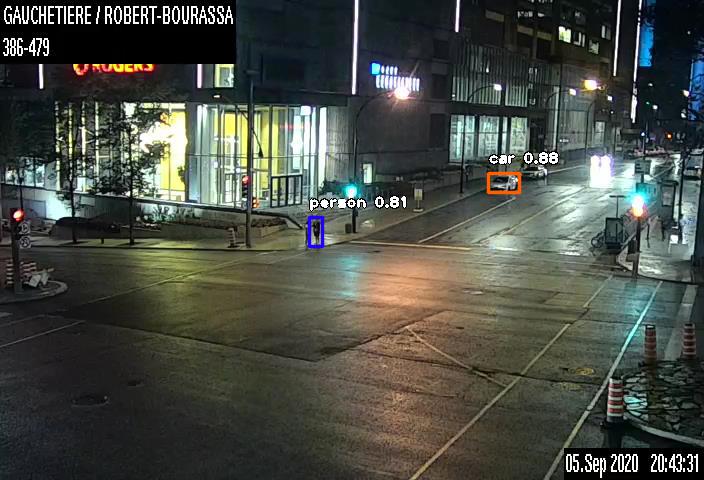 GAUCHETIERE / ROBERT-BOURASSA
386-479
ROGERS
car 0.88
person 0.81
05.Sep 2020 20:43:31